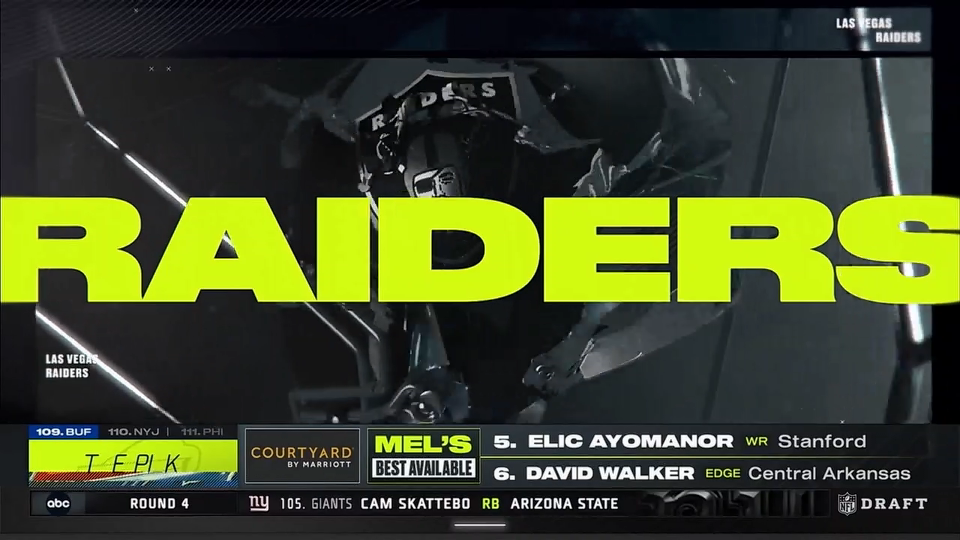 LAS VEGAS
RAIDERS
RAIDERS
RAIDERS
LAS VEGAS
RAIDERS
109. BUF 110. NYJ | 111. PHI
COURTYARD
BY MARRIOTT
MEL'S
BEST AVAILABLE
5. ELIC AYOMANOR WR Stanford
6. DAVID WALKER EDGE Central Arkansas
abc ROUND 4 ny 105. GIANTS CAM SKATTEBO RB ARIZONA STATE NFL DRAFT